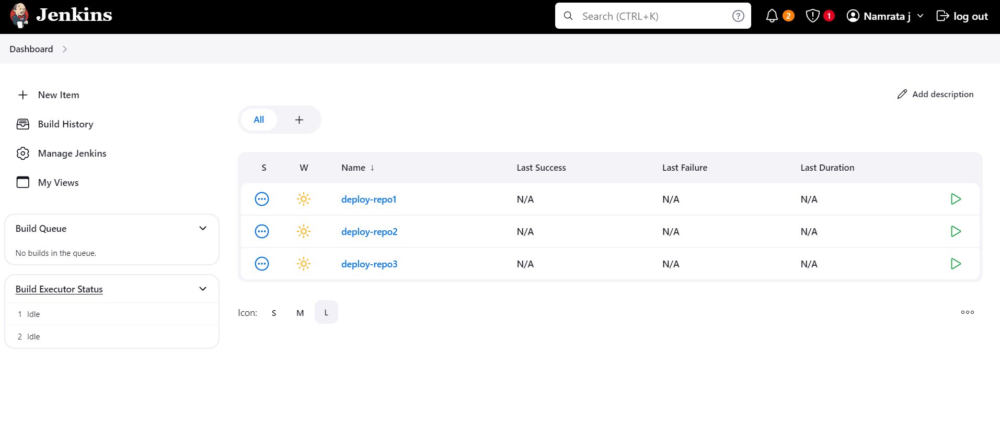 Jenkins
Search (CTRL+K)
?
2
1
Namrata j
log out
Dashboard
New Item
Build History
Manage Jenkins
My Views
Build Queue
No builds in the queue.
Build Executor Status
1 Idle
2 Idle
Add description
All +
S W Name ↓ Last Success Last Failure Last Duration
deploy-repo1 N/A N/A N/A
deploy-repo2 N/A N/A N/A
deploy-repo3 N/A N/A N/A
Icon: S M L